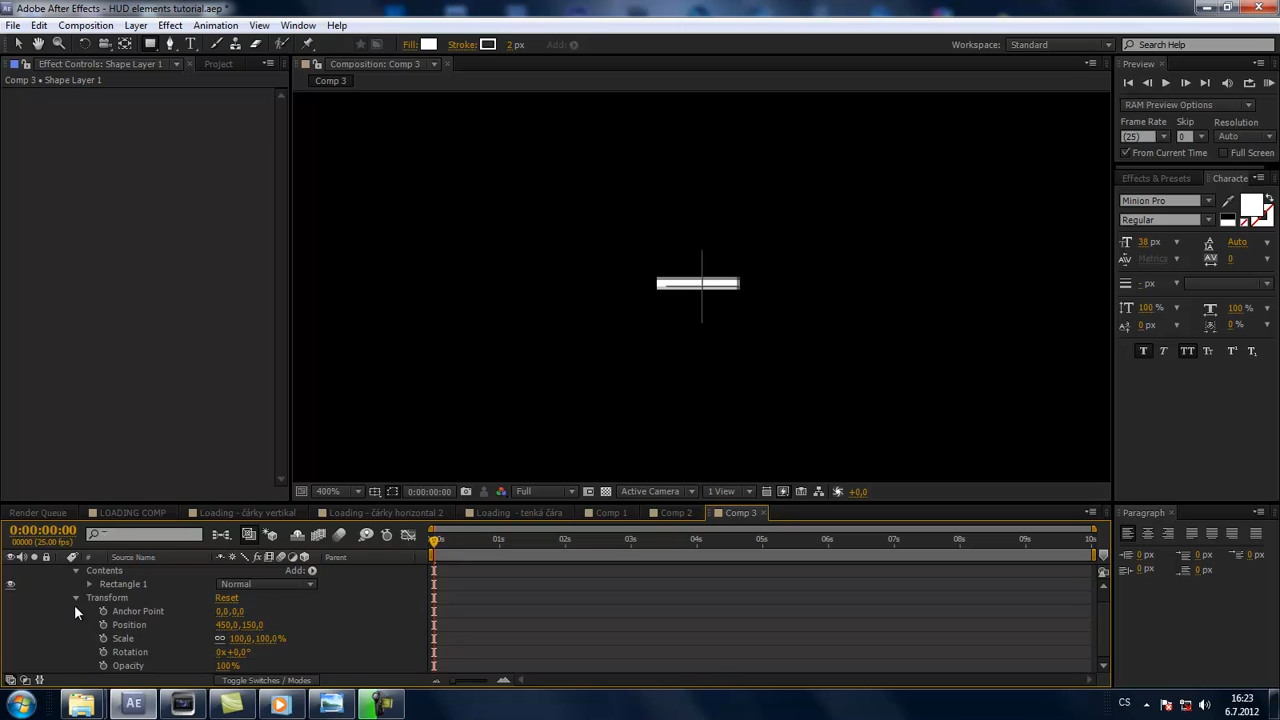 Adobe After Effects - HUD elements tutorial.aep *
File Edit Composition Layer Effect Animation View Window Help
Fill: Stroke: 2 px Add: Workspace: Standard Search Help
Effect Controls: Shape Layer 1 Project Composition: Comp 3 Preview
Comp 3 • Shape Layer 1 Comp 3
RAM Preview Options
Frame Rate Skip Resolution
(25) 0 Auto
From Current Time Full Screen
Effects & Presets Characte
Minion Pro
Regular
38 px Auto
Metrics 0
- px
100 % 100 %
0 px 0 %
T T TT Tr T¹ T₁
400% 0:00:00:00 Full Active Camera 1 View +0,0
Render Queue LOADING COMP Loading - čárky vertikal Loading - čárky horizontal 2 Loading - tenká čára Comp 1 Comp 2 Comp 3 Paragraph
0:00:00:00
00000 (25.00 fps)
01s 02s 03s 04s 05s 06s 07s 08s 09s 10s
# Source Name Parent
Contents Add:
Rectangle 1 Normal
Transform Reset
Anchor Point 0,0,0,0
Position 450,0,150,0
Scale 100,0,100,0%
Rotation 0x+0,0°
Opacity 100%
Toggle Switches / Modes
0 px 0 px 0 px
0 px 0 px
Ae CS 16:23
6.7.2012